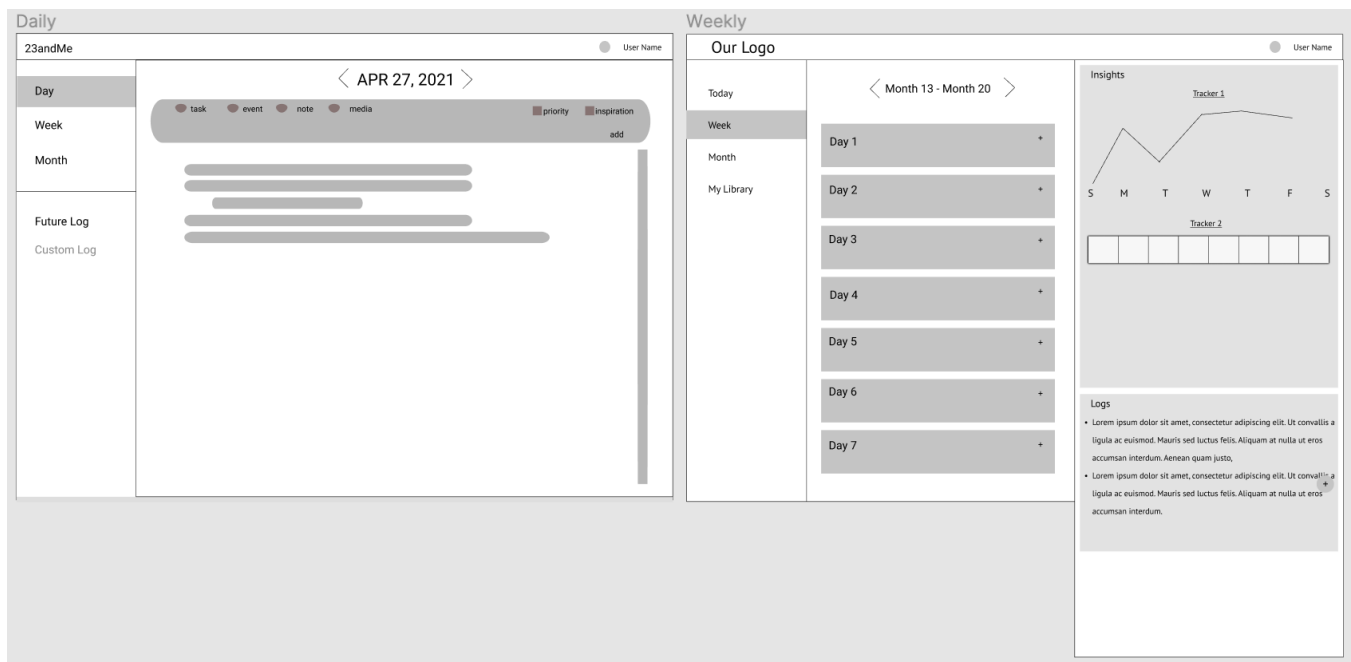 Daily
23andMe
User Name
Day
Week
Month
Future Log
Custom Log
APR 27, 2021
task event note media priority inspiration
add
Weekly
Our Logo
User Name
Today
Week
Month
My Library
Month 13 - Month 20
Day 1 +
Day 2 +
Day 3 +
Day 4 +
Day 5 +
Day 6 +
Day 7 +
Insights
Tracker 1
S M T W T F S
Tracker 2
Logs
• Lorem ipsum dolor sit amet, consectetur adipiscing elit. Ut convallis a
ligula ac euismod. Mauris sed luctus felis. Aliquam at nulla ut eros
accumsan interdum. Aenean quam justo,
• Lorem ipsum dolor sit amet, consectetur adipiscing elit. Ut convallis a
+
ligula ac euismod. Mauris sed luctus felis. Aliquam at nulla ut eros
accumsan interdum.